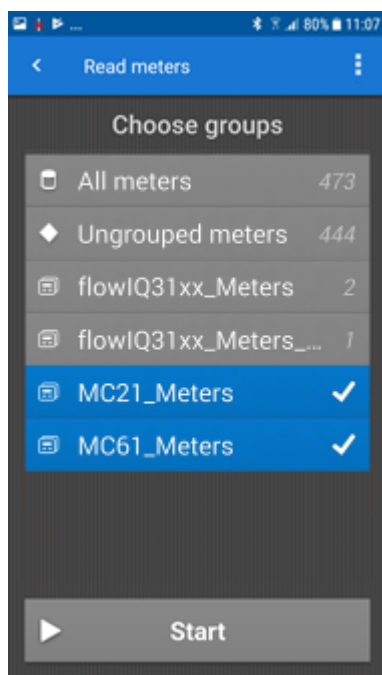 ... 80% 11:07
Read meters
Choose groups
All meters 473
Ungrouped meters 444
flowIQ31xx_Meters 2
flowIQ31xx_Meters_... 1
MC21_Meters
MC61_Meters
Start